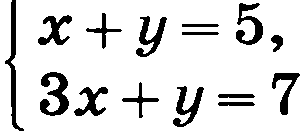 x + y = 5,
3x + y = 7